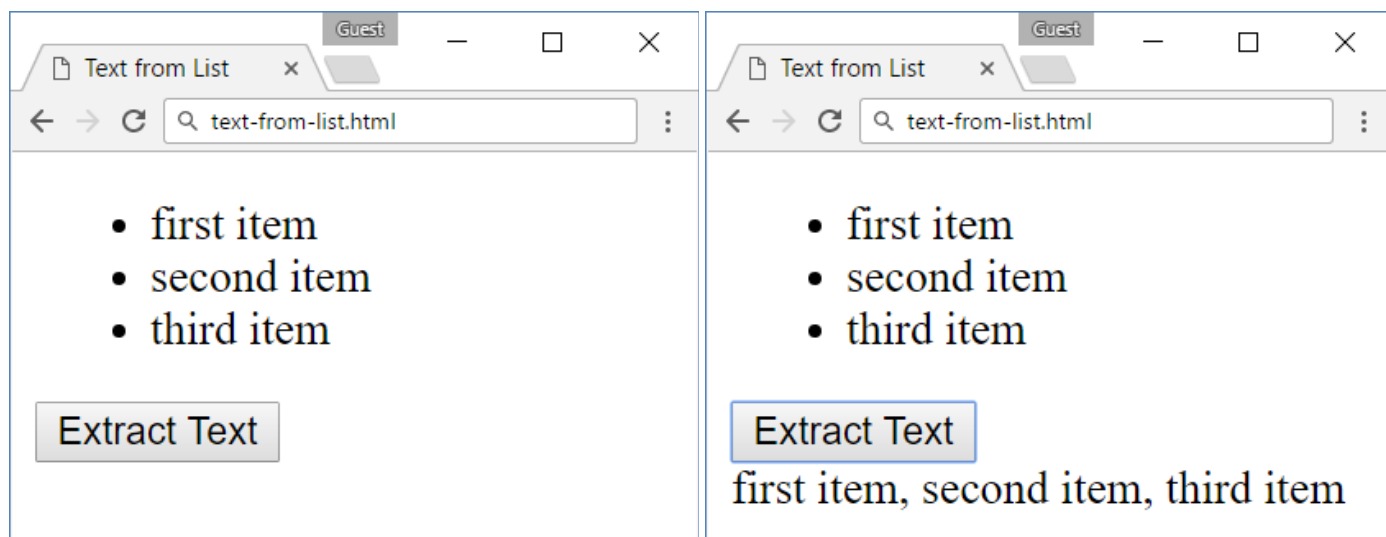 Guest
Text from List
text-from-list.html
first item
second item
third item
Extract Text
Guest
Text from List
text-from-list.html
first item
second item
third item
Extract Text
first item, second item, third item